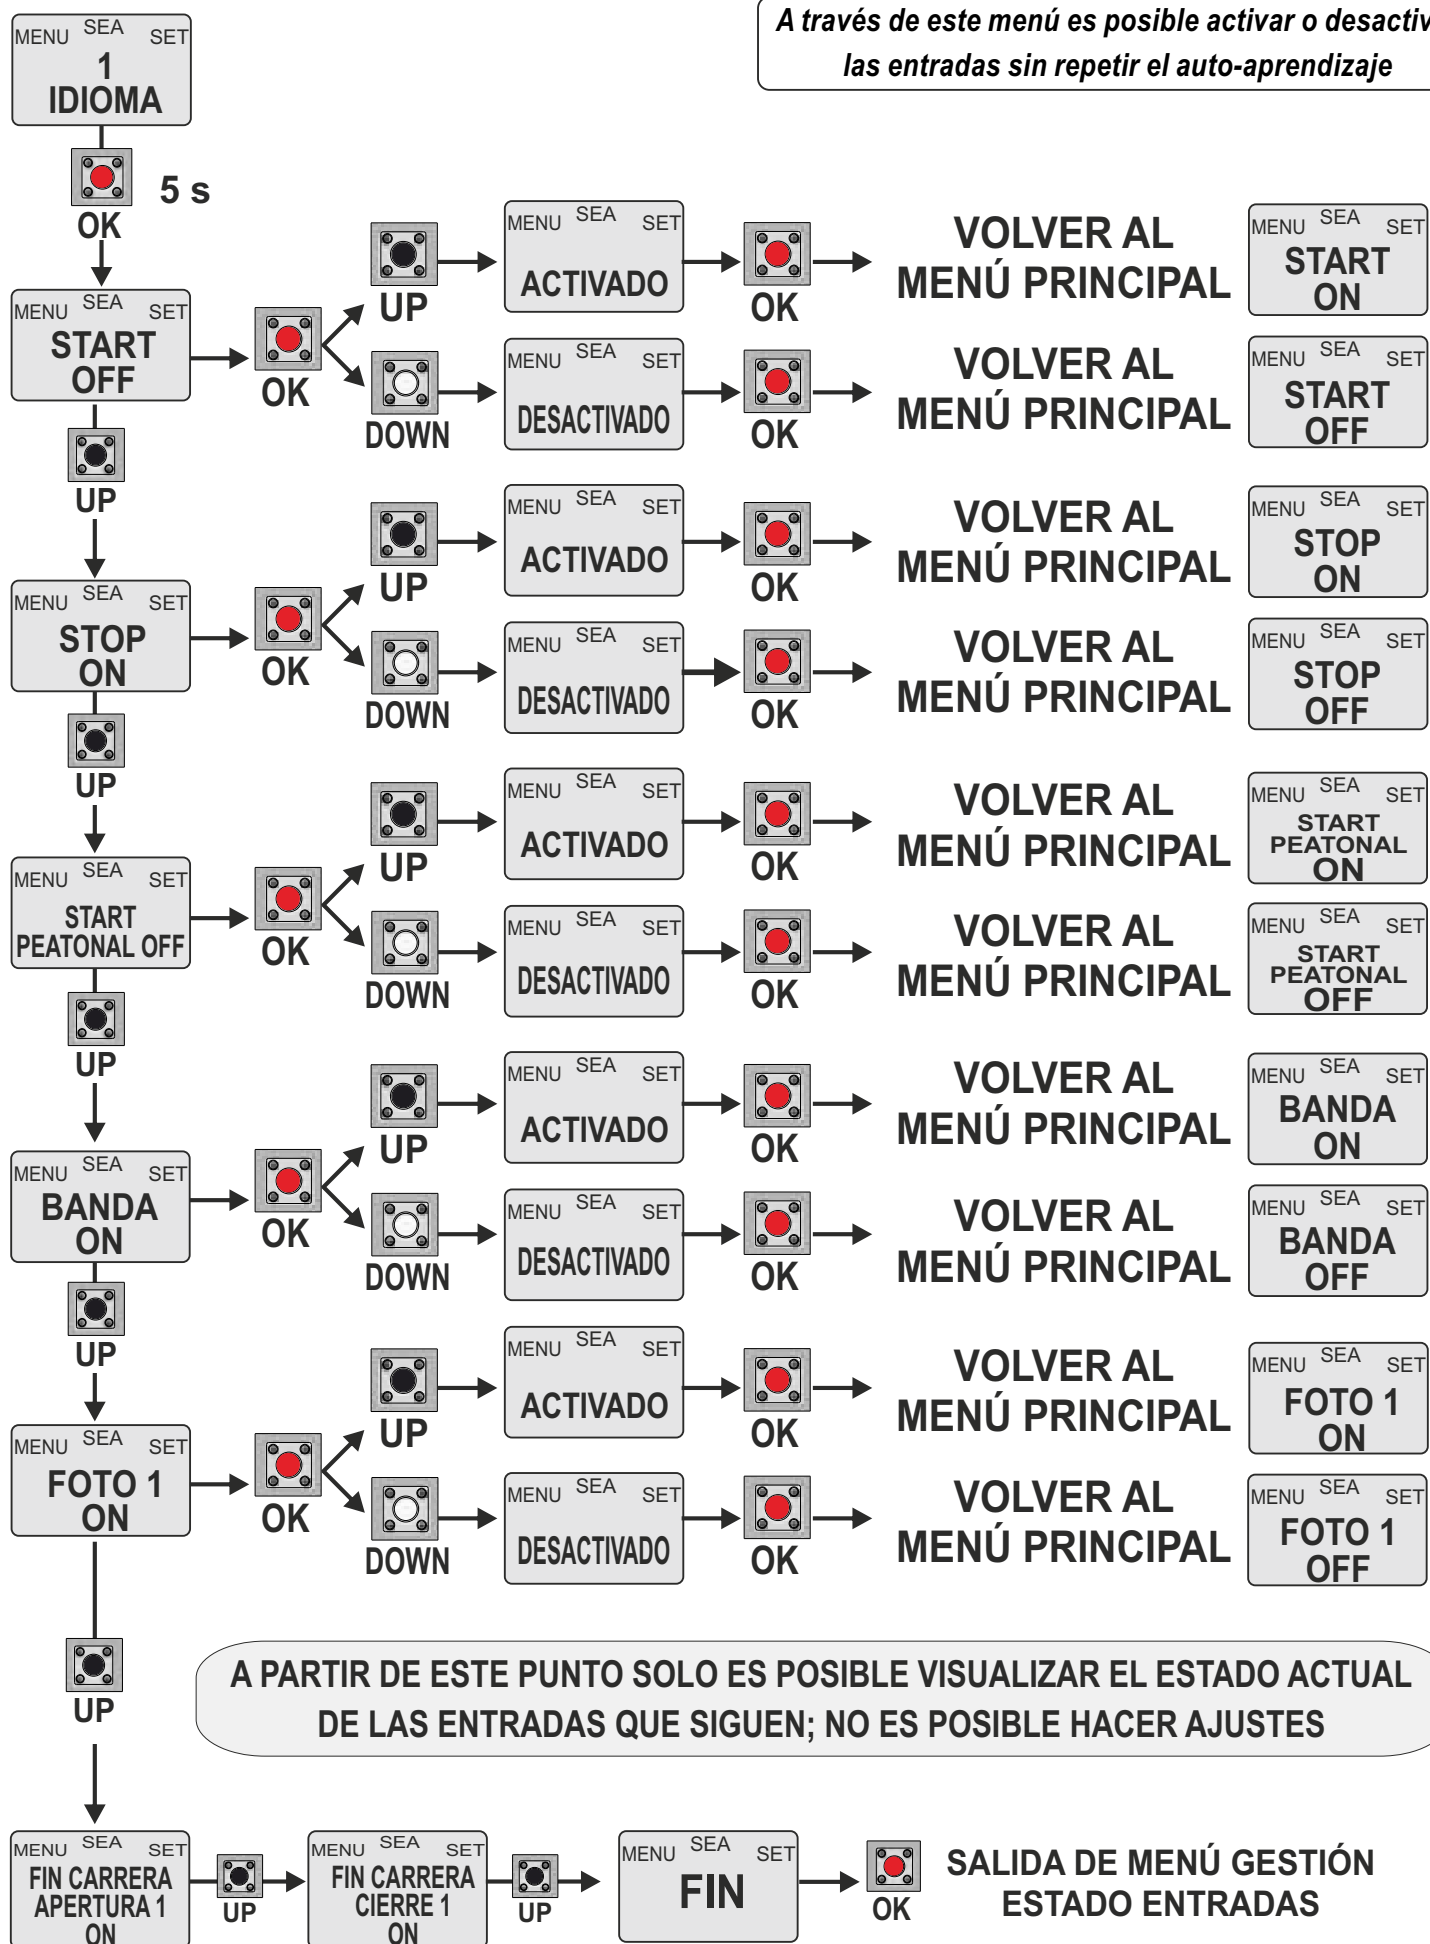 A través de este menú es posible activar o desactiv
las entradas sin repetir el auto-aprendizaje
MENU SEA SET
1
IDIOMA
5 s
OK
MENU SEA SET
START
OFF
OK
UP
MENU SEA SET
ACTIVADO
OK
VOLVER AL
MENÚ PRINCIPAL
MENU SEA SET
START
ON
DOWN
MENU SEA SET
DESACTIVADO
OK
VOLVER AL
MENÚ PRINCIPAL
MENU SEA SET
START
OFF
UP
MENU SEA SET
STOP
ON
OK
UP
MENU SEA SET
ACTIVADO
OK
VOLVER AL
MENÚ PRINCIPAL
MENU SEA SET
STOP
ON
DOWN
MENU SEA SET
DESACTIVADO
OK
VOLVER AL
MENÚ PRINCIPAL
MENU SEA SET
STOP
OFF
UP
MENU SEA SET
START
PEATONAL OFF
OK
UP
MENU SEA SET
ACTIVADO
OK
VOLVER AL
MENÚ PRINCIPAL
MENU SEA SET
START
PEATONAL
ON
DOWN
MENU SEA SET
DESACTIVADO
OK
VOLVER AL
MENÚ PRINCIPAL
MENU SEA SET
START
PEATONAL
OFF
UP
MENU SEA SET
BANDA
ON
OK
UP
MENU SEA SET
ACTIVADO
OK
VOLVER AL
MENÚ PRINCIPAL
MENU SEA SET
BANDA
ON
DOWN
MENU SEA SET
DESACTIVADO
OK
VOLVER AL
MENÚ PRINCIPAL
MENU SEA SET
BANDA
OFF
UP
MENU SEA SET
FOTO 1
ON
OK
UP
MENU SEA SET
ACTIVADO
OK
VOLVER AL
MENÚ PRINCIPAL
MENU SEA SET
FOTO 1
ON
DOWN
MENU SEA SET
DESACTIVADO
OK
VOLVER AL
MENÚ PRINCIPAL
MENU SEA SET
FOTO 1
OFF
UP
A PARTIR DE ESTE PUNTO SOLO ES POSIBLE VISUALIZAR EL ESTADO ACTUAL
DE LAS ENTRADAS QUE SIGUEN; NO ES POSIBLE HACER AJUSTES
MENU SEA SET
FIN CARRERA
APERTURA 1
ON
UP
MENU SEA SET
FIN CARRERA
CIERRE 1
ON
UP
MENU SEA SET
FIN
OK
SALIDA DE MENÚ GESTIÓN
ESTADO ENTRADAS